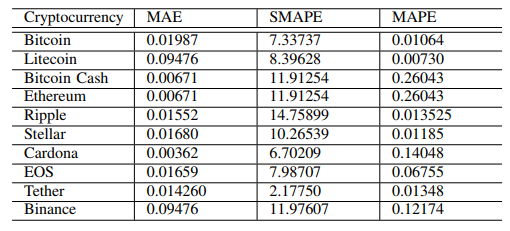 Cryptocurrency MAE SMAPE MAPE
Bitcoin 0.01987 7.33737 0.01064
Litecoin 0.09476 8.39628 0.00730
Bitcoin Cash 0.00671 11.91254 0.26043
Ethereum 0.00671 11.91254 0.26043
Ripple 0.01552 14.75899 0.013525
Stellar 0.01680 10.26539 0.01185
Cardona 0.00362 6.70209 0.14048
EOS 0.01659 7.98707 0.06755
Tether 0.014260 2.17750 0.01348
Binance 0.09476 11.97607 0.12174